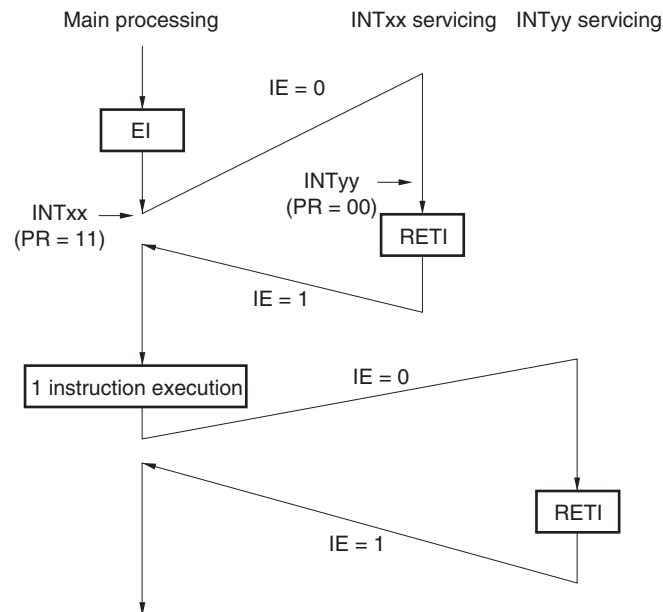 Main processing
INTxx servicing
INTyy servicing
IE = 0
EI
INTyy
(PR = 00)
INTxx
(PR = 11)
RETI
IE = 1
1 instruction execution
IE = 0
RETI
IE = 1